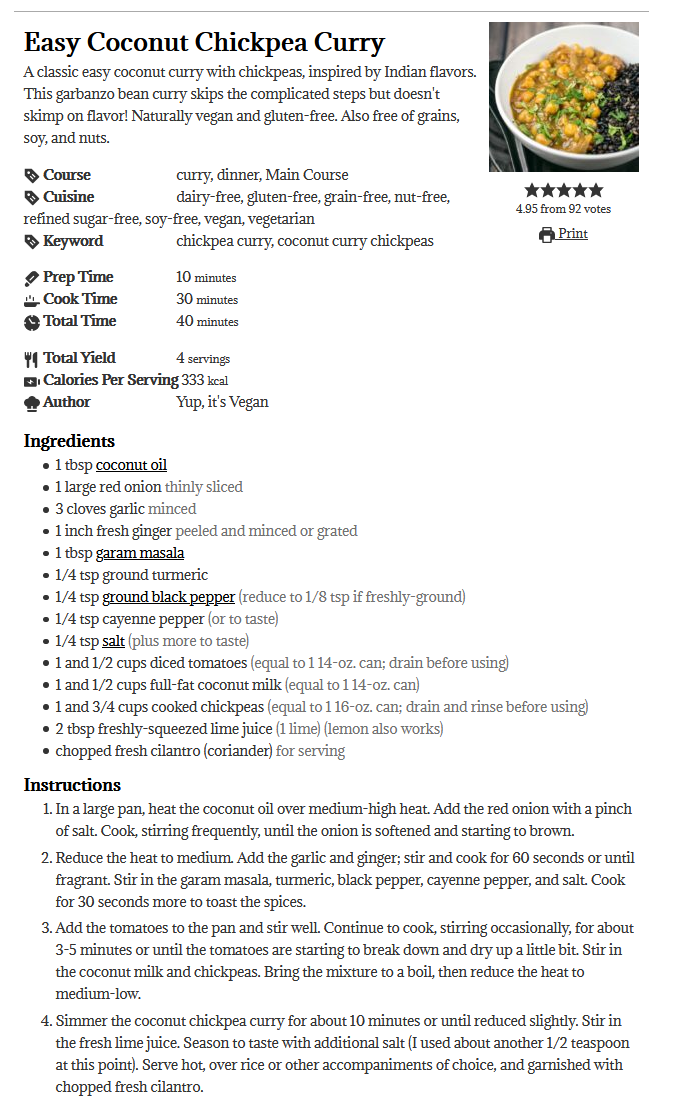 Easy Coconut Chickpea Curry
A classic easy coconut curry with chickpeas, inspired by Indian flavors.
This garbanzo bean curry skips the complicated steps but doesn't
skimp on flavor! Naturally vegan and gluten-free. Also free of grains,
soy, and nuts.
4.95 from 92 votes
Print
Course curry, dinner, Main Course
Cuisine dairy-free, gluten-free, grain-free, nut-free,
refined sugar-free, soy-free, vegan, vegetarian
Keyword chickpea curry, coconut curry chickpeas
Prep Time 10 minutes
Cook Time 30 minutes
Total Time 40 minutes
Total Yield 4 servings
Calories Per Serving 333 kcal
Author Yup, it's Vegan
Ingredients
• 1 tbsp coconut oil
• 1 large red onion thinly sliced
• 3 cloves garlic minced
• 1 inch fresh ginger peeled and minced or grated
• 1 tbsp garam masala
• 1/4 tsp ground turmeric
• 1/4 tsp ground black pepper (reduce to 1/8 tsp if freshly-ground)
• 1/4 tsp cayenne pepper (or to taste)
• 1/4 tsp salt (plus more to taste)
• 1 and 1/2 cups diced tomatoes (equal to 1 14-oz. can; drain before using)
• 1 and 1/2 cups full-fat coconut milk (equal to 1 14-oz. can)
• 1 and 3/4 cups cooked chickpeas (equal to 1 16-oz. can; drain and rinse before using)
• 2 tbsp freshly-squeezed lime juice (1 lime) (lemon also works)
• chopped fresh cilantro (coriander) for serving
Instructions
1. In a large pan, heat the coconut oil over medium-high heat. Add the red onion with a pinch
of salt. Cook, stirring frequently, until the onion is softened and starting to brown.
2. Reduce the heat to medium. Add the garlic and ginger; stir and cook for 60 seconds or until
fragrant. Stir in the garam masala, turmeric, black pepper, cayenne pepper, and salt. Cook
for 30 seconds more to toast the spices.
3. Add the tomatoes to the pan and stir well. Continue to cook, stirring occasionally, for about
3-5 minutes or until the tomatoes are starting to break down and dry up a little bit. Stir in
the coconut milk and chickpeas. Bring the mixture to a boil, then reduce the heat to
medium-low.
4. Simmer the coconut chickpea curry for about 10 minutes or until reduced slightly. Stir in
the fresh lime juice. Season to taste with additional salt (I used about another 1/2 teaspoon
at this point). Serve hot, over rice or other accompaniments of choice, and garnished with
chopped fresh cilantro.